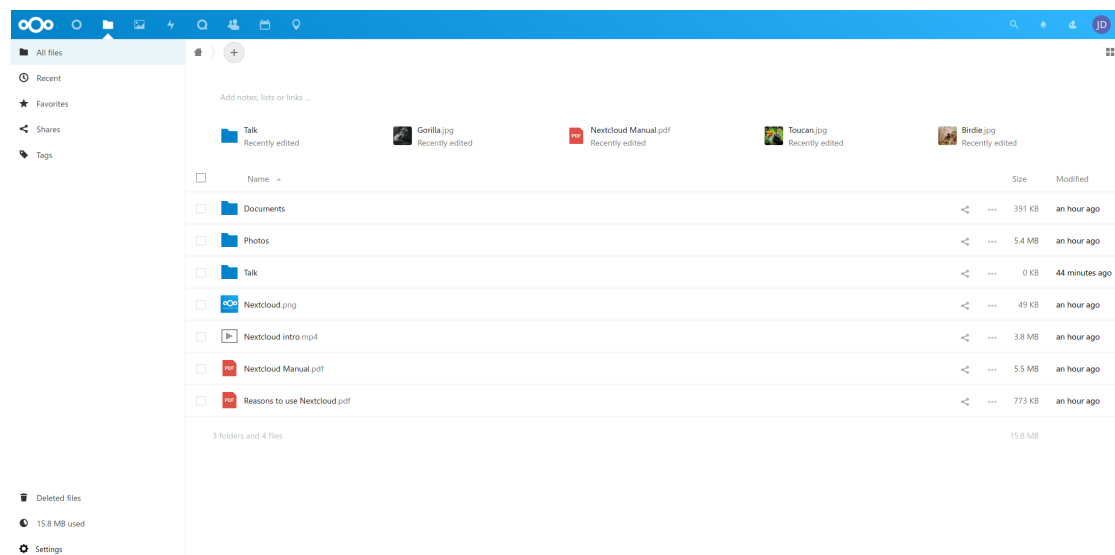 JD
All files
Recent
Favorites
Shares
Tags
Add notes, lists or links ...
Talk
Recently edited
Gorilla.jpg
Recently edited
PDF
Nextcloud Manual.pdf
Recently edited
Toucan.jpg
Recently edited
Birdie.jpg
Recently edited
Name Size Modified
Documents 391 KB an hour ago
Photos 5.4 MB an hour ago
Talk 0 KB 44 minutes ago
Nextcloud.png 49 KB an hour ago
Nextcloud intro.mp4 3.8 MB an hour ago
PDF Nextcloud Manual.pdf 5.5 MB an hour ago
PDF Reasons to use Nextcloud.pdf 773 KB an hour ago
3 folders and 4 files 15.8 MB
Deleted files
15.8 MB used
Settings